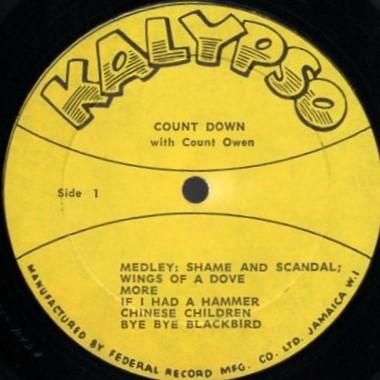 KALYPSO
COUNT DOWN
with Count Owen
Side 1
MEDLEY: SHAME AND SCANDAL;
WINGS OF A DOVE
MORE
IF I HAD A HAMMER
CHINESE CHILDREN
BYE BYE BLACKBIRD
MANUFACTURED BY FEDERAL RECORD MFG. CO. LTD. JAMAICA W.I